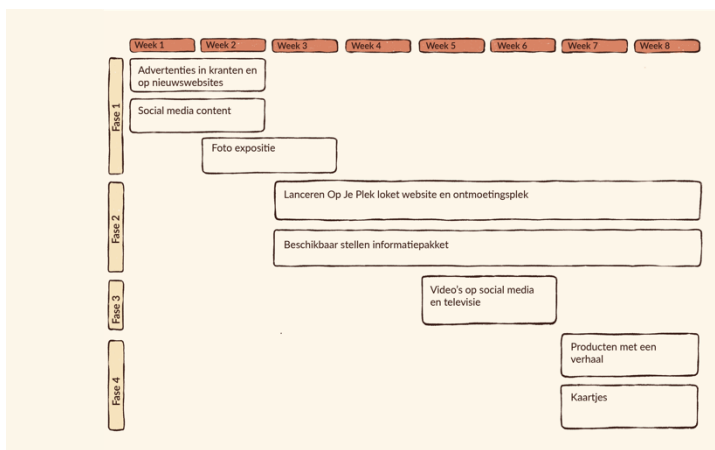 Week 1
Week 2
Week 3
Week 4
Week 5
Week 6
Week 7
Week 8
Fase 1
Advertenties in kranten en
op nieuwswebsites
Social media content
Foto expositie
Fase 2
Lanceren Op Je Plek loket website en ontmoetingsplek
Beschikbaar stellen informatiepakket
Fase 3
Video's op social media
en televisie
Fase 4
Producten met een
verhaal
Kaartjes